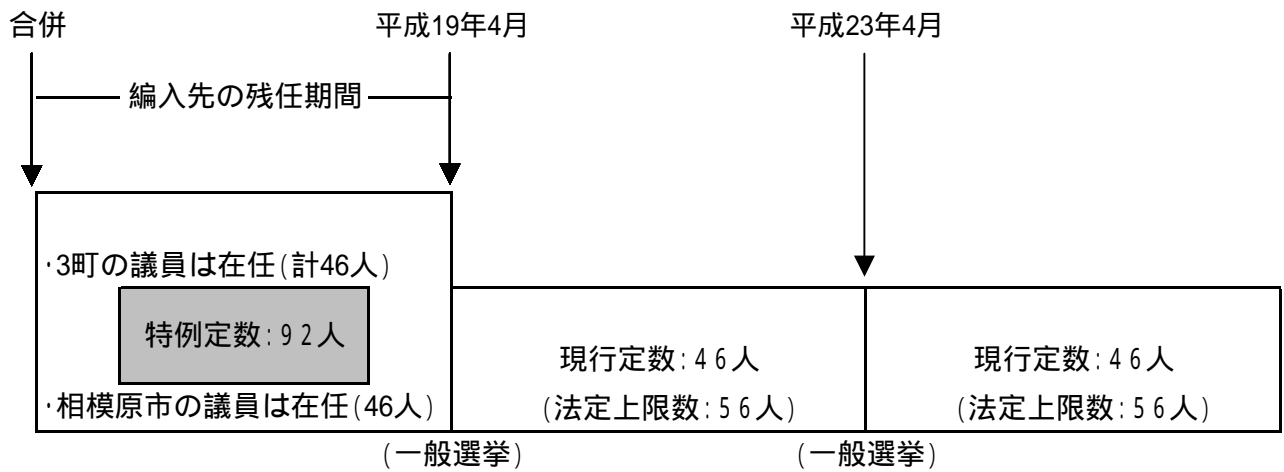 合併
平成19年4月
平成23年4月
編入先の残任期間
・3町の議員は在任(計46人)
特例定数:92人
・相模原市の議員は在任(46人)
現行定数:46人
(法定上限数:56人)
現行定数:46人
(法定上限数:56人)
(一般選挙)
(一般選挙)